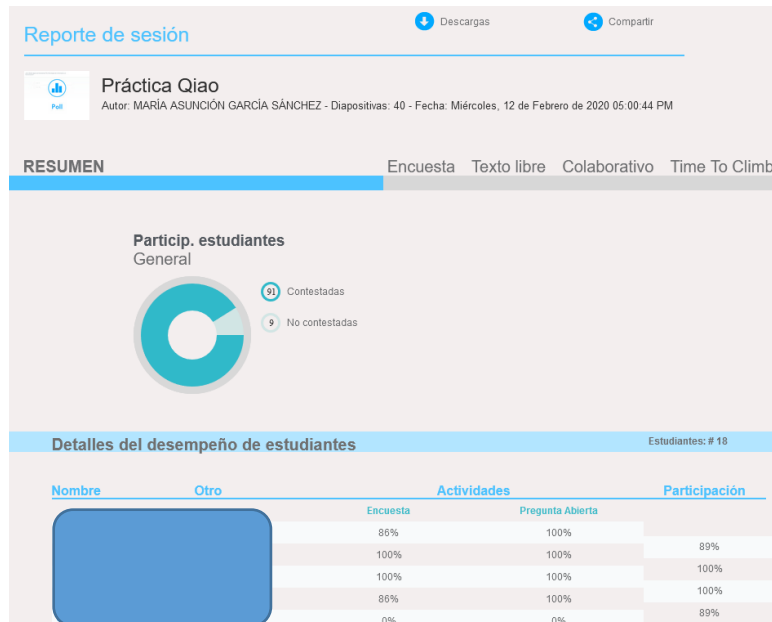 Descargas
Compartir
Reporte de sesión
Poll
Práctica Qiao
Autor: MARÍA ASUNCIÓN GARCÍA SÁNCHEZ - Diapositivas: 40 - Fecha: Miércoles, 12 de Febrero de 2020 05:00:44 PM
RESUMEN Encuesta Texto libre Colaborativo Time To Climb
Particip. estudiantes
General
91 Contestadas
9 No contestadas
Detalles del desempeño de estudiantes Estudiantes: # 18
Nombre Otro Actividades Participación
Encuesta Pregunta Abierta
86% 100%
89%
100% 100%
100%
100% 100%
100%
86% 100%
89%
0% 0%